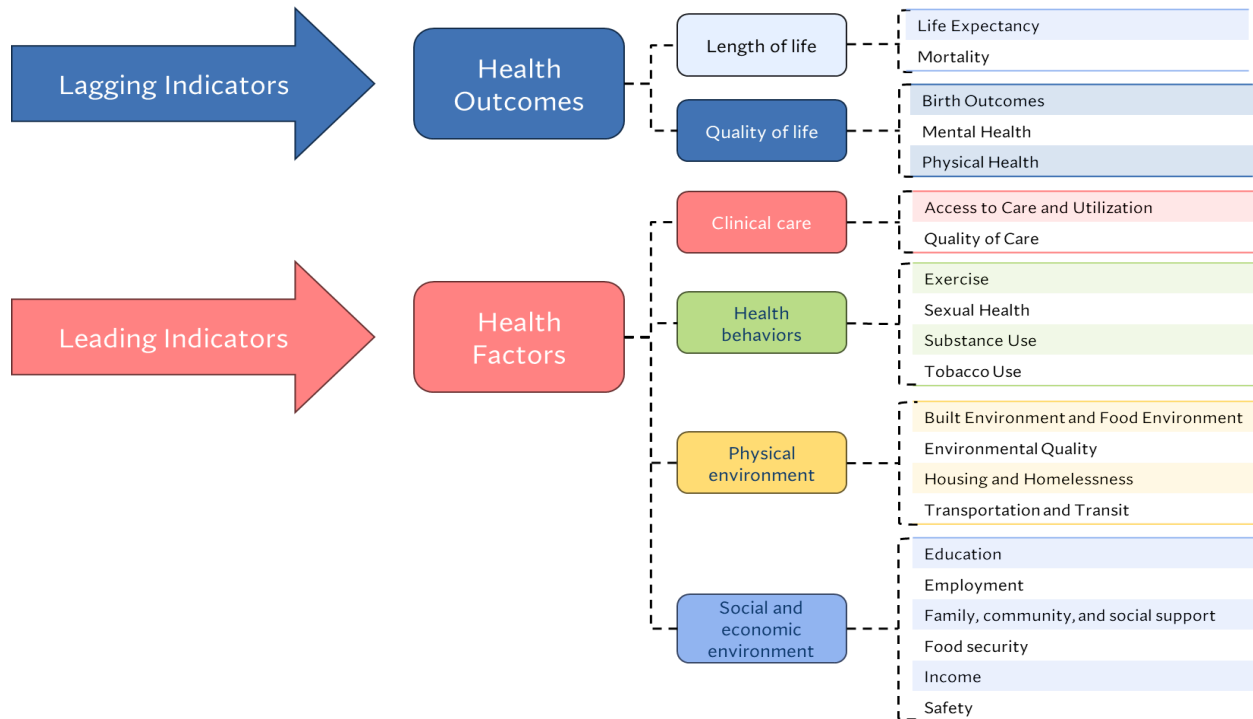 Lagging Indicators
Health
Outcomes
Length of life
Life Expectancy
Mortality
Quality of life
Birth Outcomes
Mental Health
Physical Health
Leading Indicators
Health
Factors
Clinical care
Access to Care and Utilization
Quality of Care
Health
behaviors
Exercise
Sexual Health
Substance Use
Tobacco Use
Physical
environment
Built Environment and Food Environment
Environmental Quality
Housing and Homelessness
Transportation and Transit
Social and
economic
environment
Education
Employment
Family, community, and social support
Food security
Income
Safety